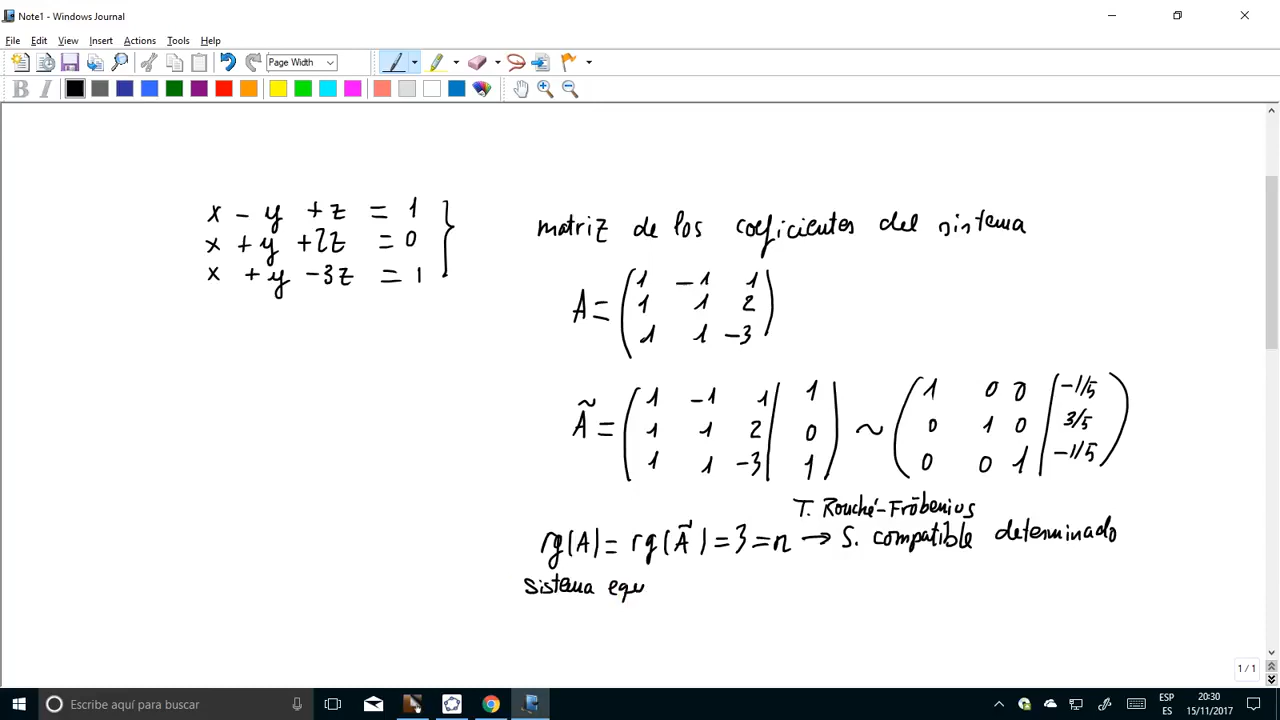 Note1 - Windows Journal
File Edit View Insert Actions Tools Help
Page Width
B I
x - y + z = 1
x + y + 2z = 0
x + y - 3z = 1
matriz de los coeficientes del sistema
A = ( 1 -1 1
1 1 2
1 1 -3 )
Ã = ( 1 -1 1 | 1 ) ~ ( 1 0 0 | -1/5 )
1 1 2 | 0 0 1 0 | 3/5
1 1 -3 | 1 0 0 1 | -1/5
T. Rouché-Fröbenius
rg(A) = rg(Ã) = 3 = n → S. compatible determinado
sistema equ
1 / 1
Escribe aquí para buscar
ESP
ES
20:30
15/11/2017